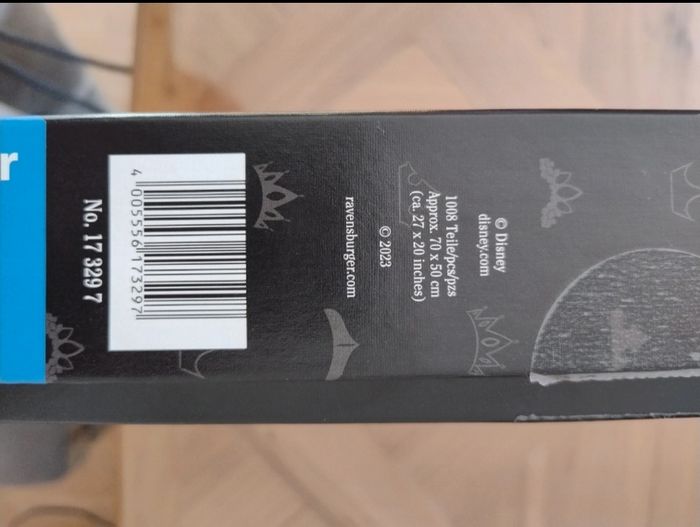 © Disney
disney.com
1008 Teile/pcs/pzs
Approx. 70 x 50 cm
(ca. 27 x 20 inches)
© 2023
ravensburger.com
4 005556 173297
No. 17 329 7
r